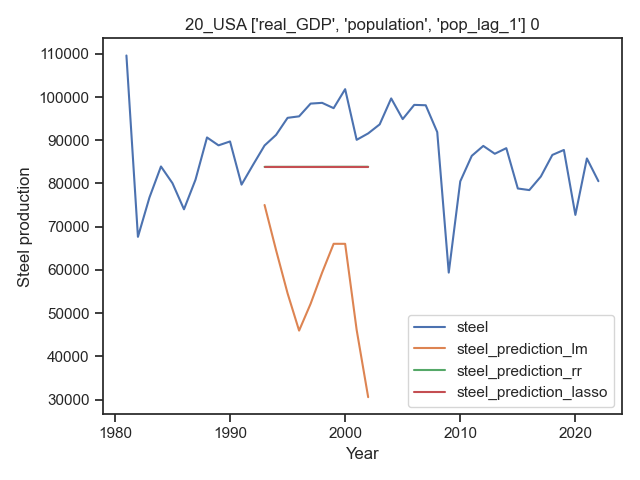 20_USA ['real_GDP', 'population', 'pop_lag_1'] 0
110000
100000
90000
80000
70000
60000
50000
40000
30000
Steel production
1980
1990
2000
2010
2020
Year
steel
steel_prediction_lm
steel_prediction_rr
steel_prediction_lasso